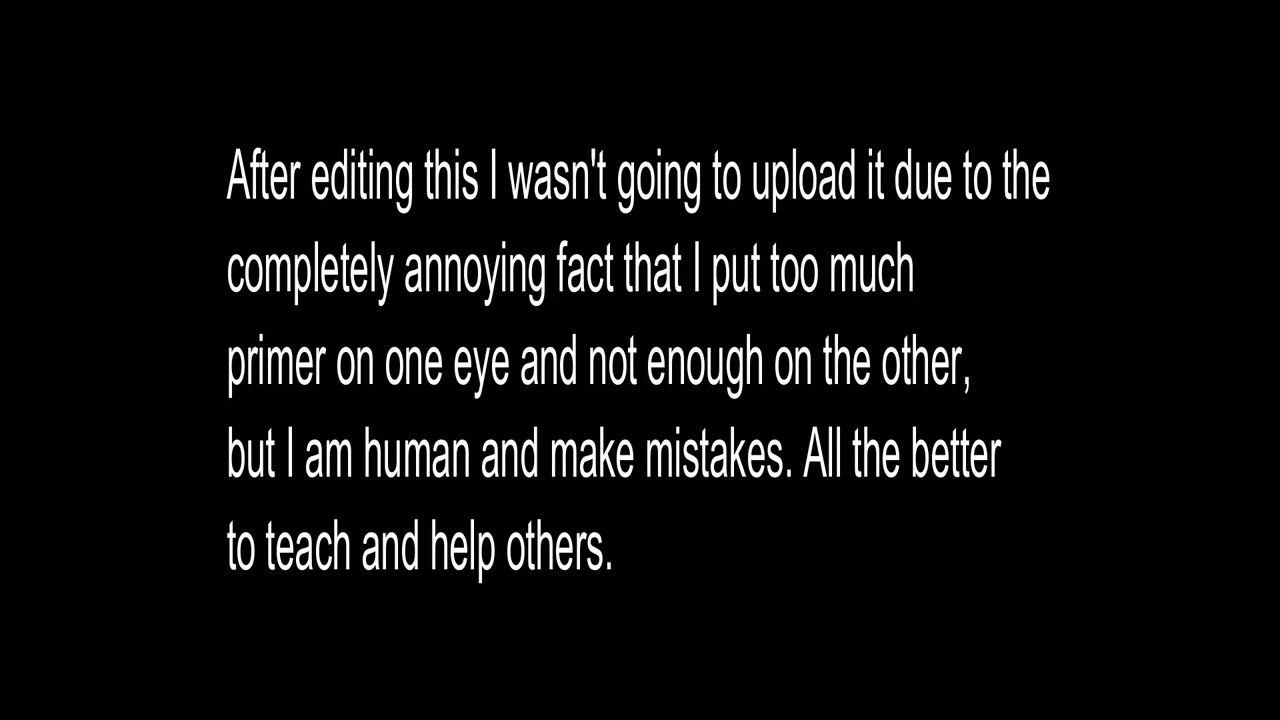 After editing this I wasn't going to upload it due to the
completely annoying fact that I put too much
primer on one eye and not enough on the other,
but I am human and make mistakes. All the better
to teach and help others.